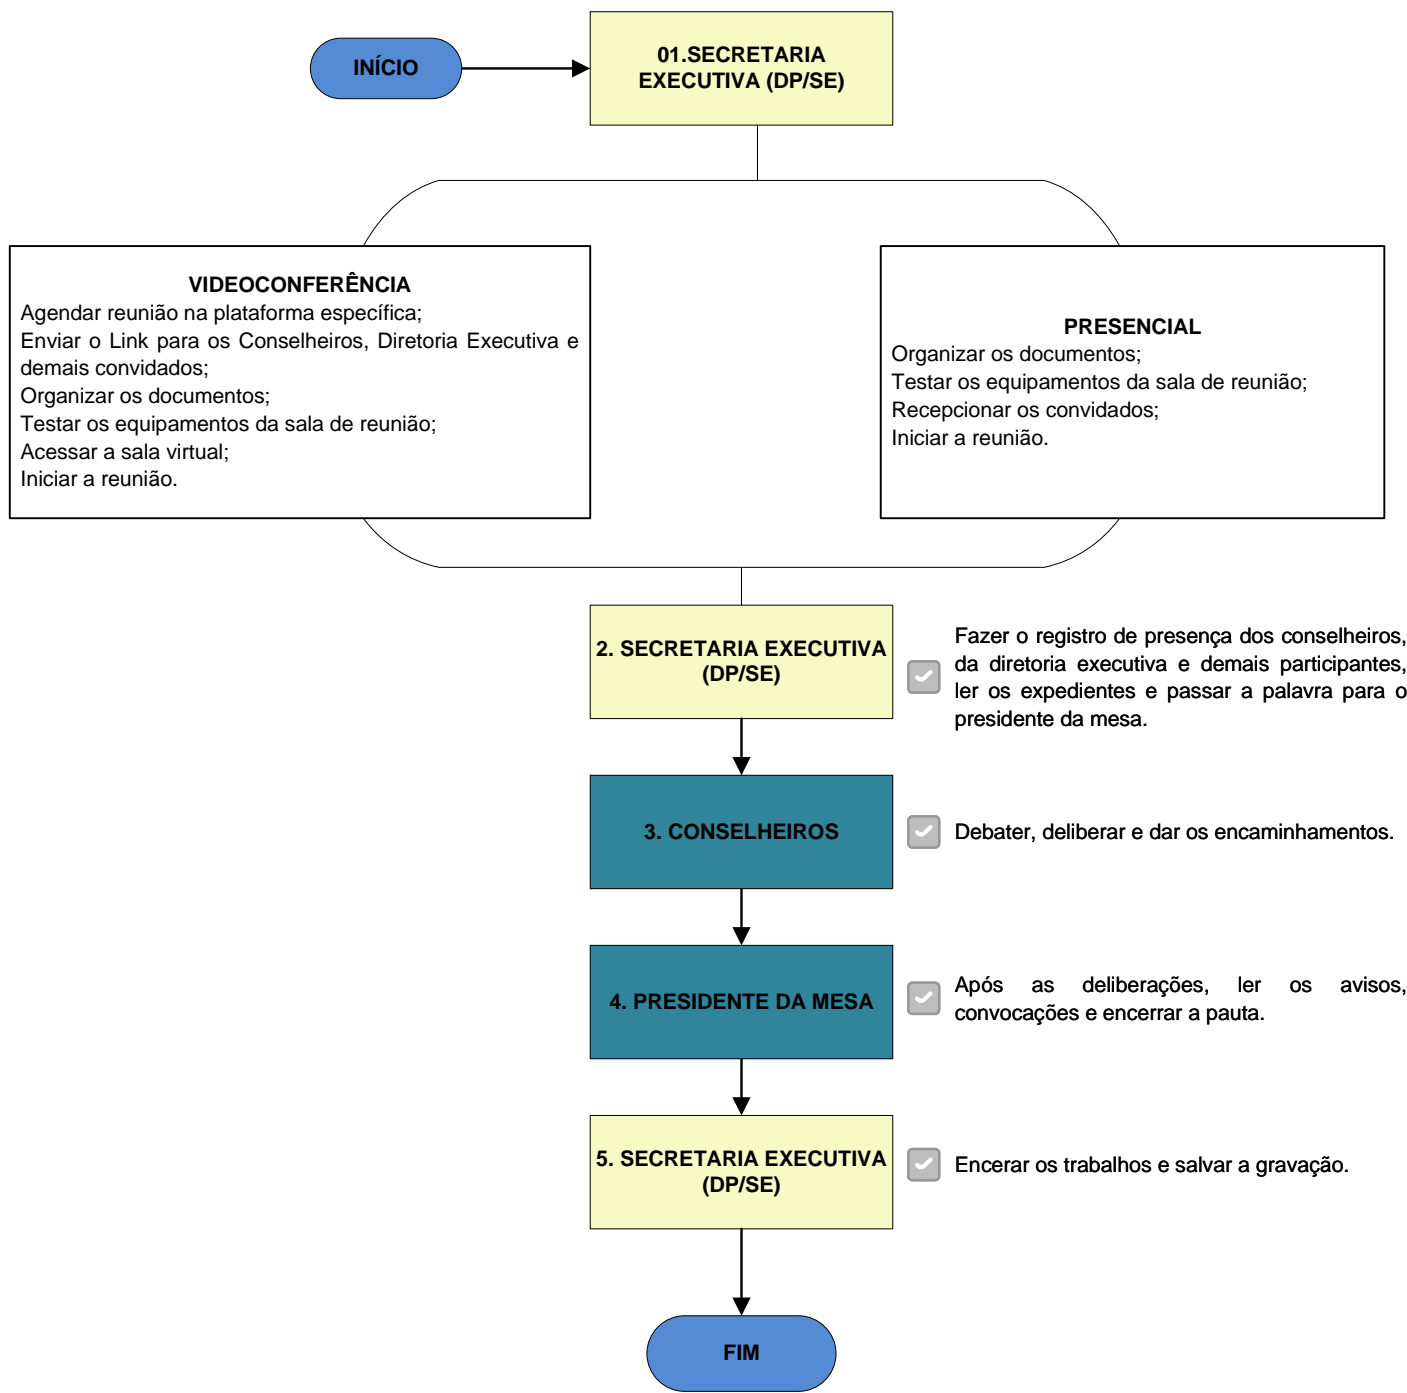 INÍCIO
01.SECRETARIA
EXECUTIVA (DP/SE)
VIDEOCONFERÊNCIA
Agendar reunião na plataforma específica;
Enviar o Link para os Conselheiros, Diretoria Executiva e
demais convidados;
Organizar os documentos;
Testar os equipamentos da sala de reunião;
Acessar a sala virtual;
Iniciar a reunião.
PRESENCIAL
Organizar os documentos;
Testar os equipamentos da sala de reunião;
Recepcionar os convidados;
Iniciar a reunião.
2. SECRETARIA EXECUTIVA
(DP/SE)
Fazer o registro de presença dos conselheiros,
da diretoria executiva e demais participantes,
ler os expedientes e passar a palavra para o
presidente da mesa.
3. CONSELHEIROS
Debater, deliberar e dar os encaminhamentos.
4. PRESIDENTE DA MESA
Após as deliberações, ler os avisos,
convocações e encerrar a pauta.
5. SECRETARIA EXECUTIVA
(DP/SE)
Encerar os trabalhos e salvar a gravação.
FIM